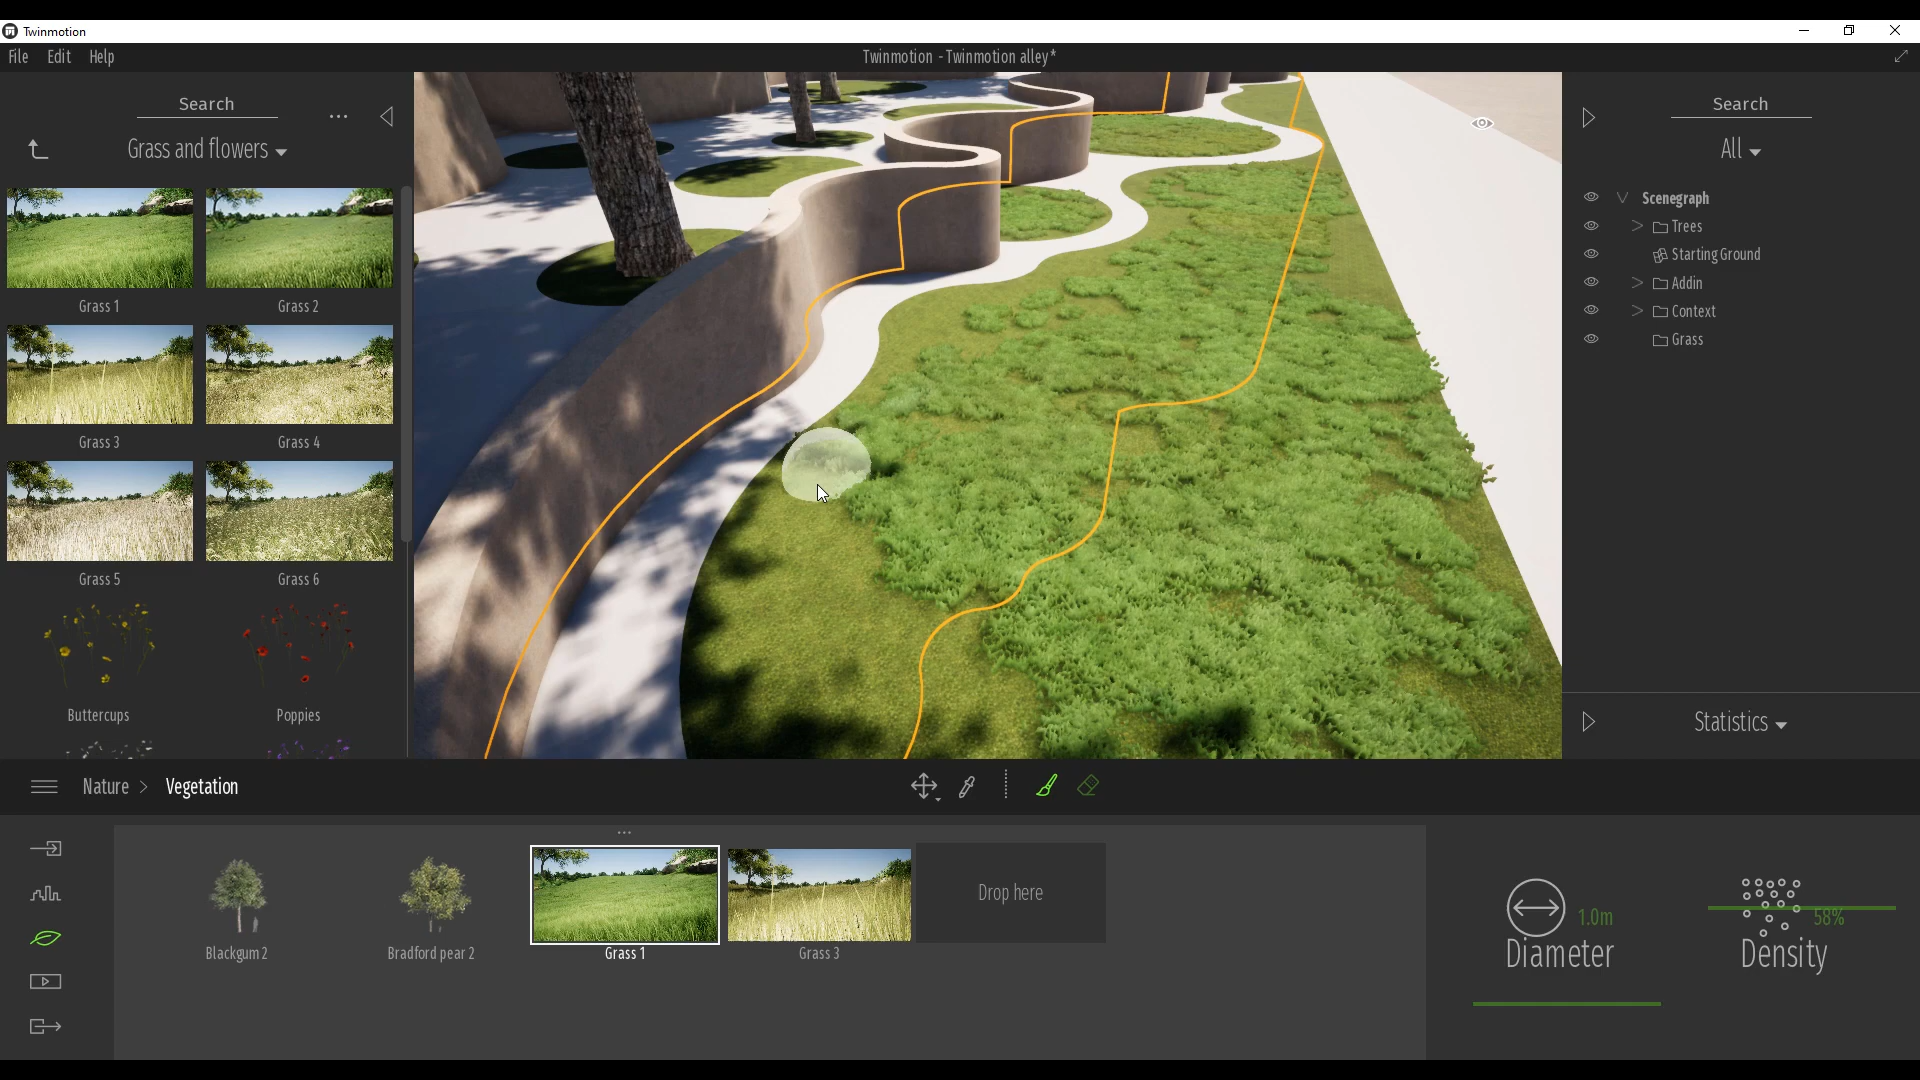 Twinmotion
File Edit Help
Twinmotion - Twinmotion alley*
Search
...
Grass and flowers
Grass 1
Grass 2
Grass 3
Grass 4
Grass 5
Grass 6
Buttercups
Poppies
Search
All
Scenegraph
Trees
Starting Ground
Addin
Context
Grass
Statistics
Nature > Vegetation
...
Blackgum 2
Bradford pear 2
Grass 1
Grass 3
Drop here
1.0m
Diameter
58%
Density